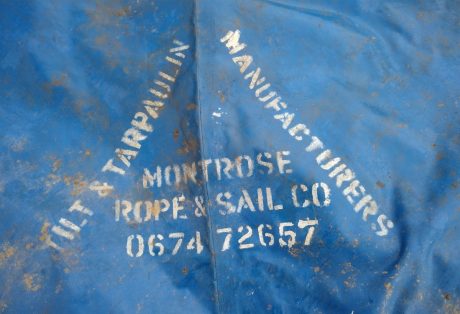 TILT & TARPAULIN
MANUFACTURERS
MONTROSE
ROPE & SAIL CO
0674 72657